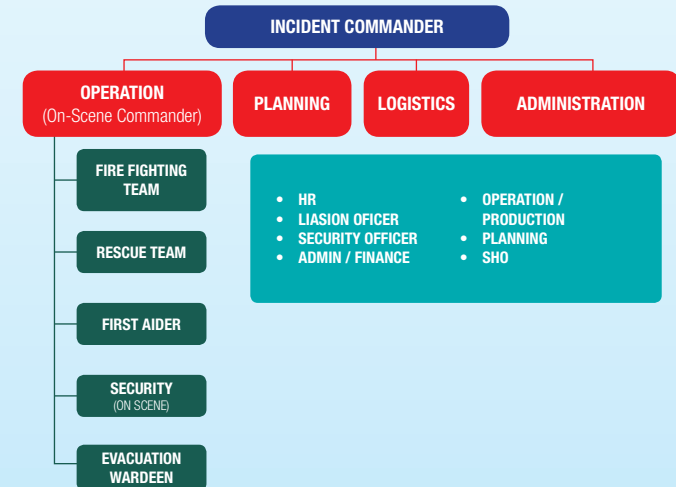 INCIDENT COMMANDER
OPERATION
(On-Scene Commander)
PLANNING
LOGISTICS
ADMINISTRATION
FIRE FIGHTING
TEAM
RESCUE TEAM
FIRST AIDER
SECURITY
(ON SCENE)
EVACUATION
WARDEEN
• HR
• LIASION OFICER
• SECURITY OFFICER
• ADMIN / FINANCE
• OPERATION /
PRODUCTION
• PLANNING
• SHO